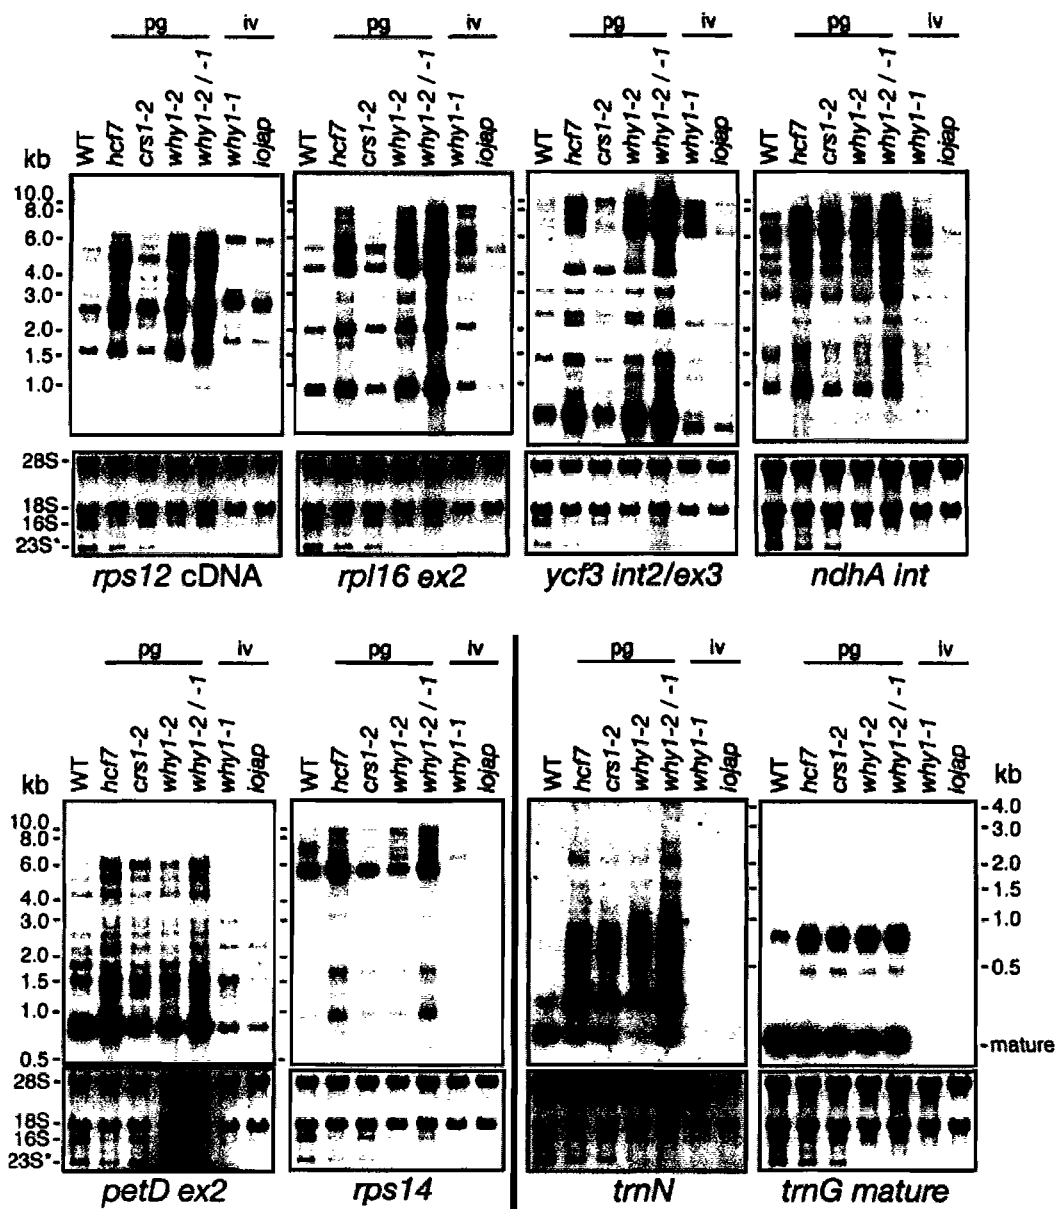 pg iv pg iv pg iv pg iv
WT hcf7 crs1-2 why1-2 why1-2 / -1 why1-1 iojap WT hcf7 crs1-2 why1-2 why1-2 / -1 why1-1 iojap WT hcf7 crs1-2 why1-2 why1-2 / -1 why1-1 iojap WT hcf7 crs1-2 why1-2 why1-2 / -1 why1-1 iojap
kb
10.0-
8.0-
6.0-
4.0-
3.0-
2.0-
1.5-
1.0-
28S-
18S-
16S-
23S*-
rps12 cDNA rpl16 ex2 ycf3 int2/ex3 ndhA int
pg iv pg iv pg iv pg iv
WT hcf7 crs1-2 why1-2 why1-2 / -1 why1-1 iojap WT hcf7 crs1-2 why1-2 why1-2 / -1 why1-1 iojap WT hcf7 crs1-2 why1-2 why1-2 / -1 why1-1 iojap WT hcf7 crs1-2 why1-2 why1-2 / -1 why1-1 iojap
kb kb
10.0-
8.0-
6.0-
4.0-
3.0-
2.0-
1.5-
1.0-
0.5-
-4.0
-3.0
-2.0
-1.5
-1.0
-0.5
-mature
28S-
18S-
16S-
23S*-
petD ex2 rps14 trnN trnG mature